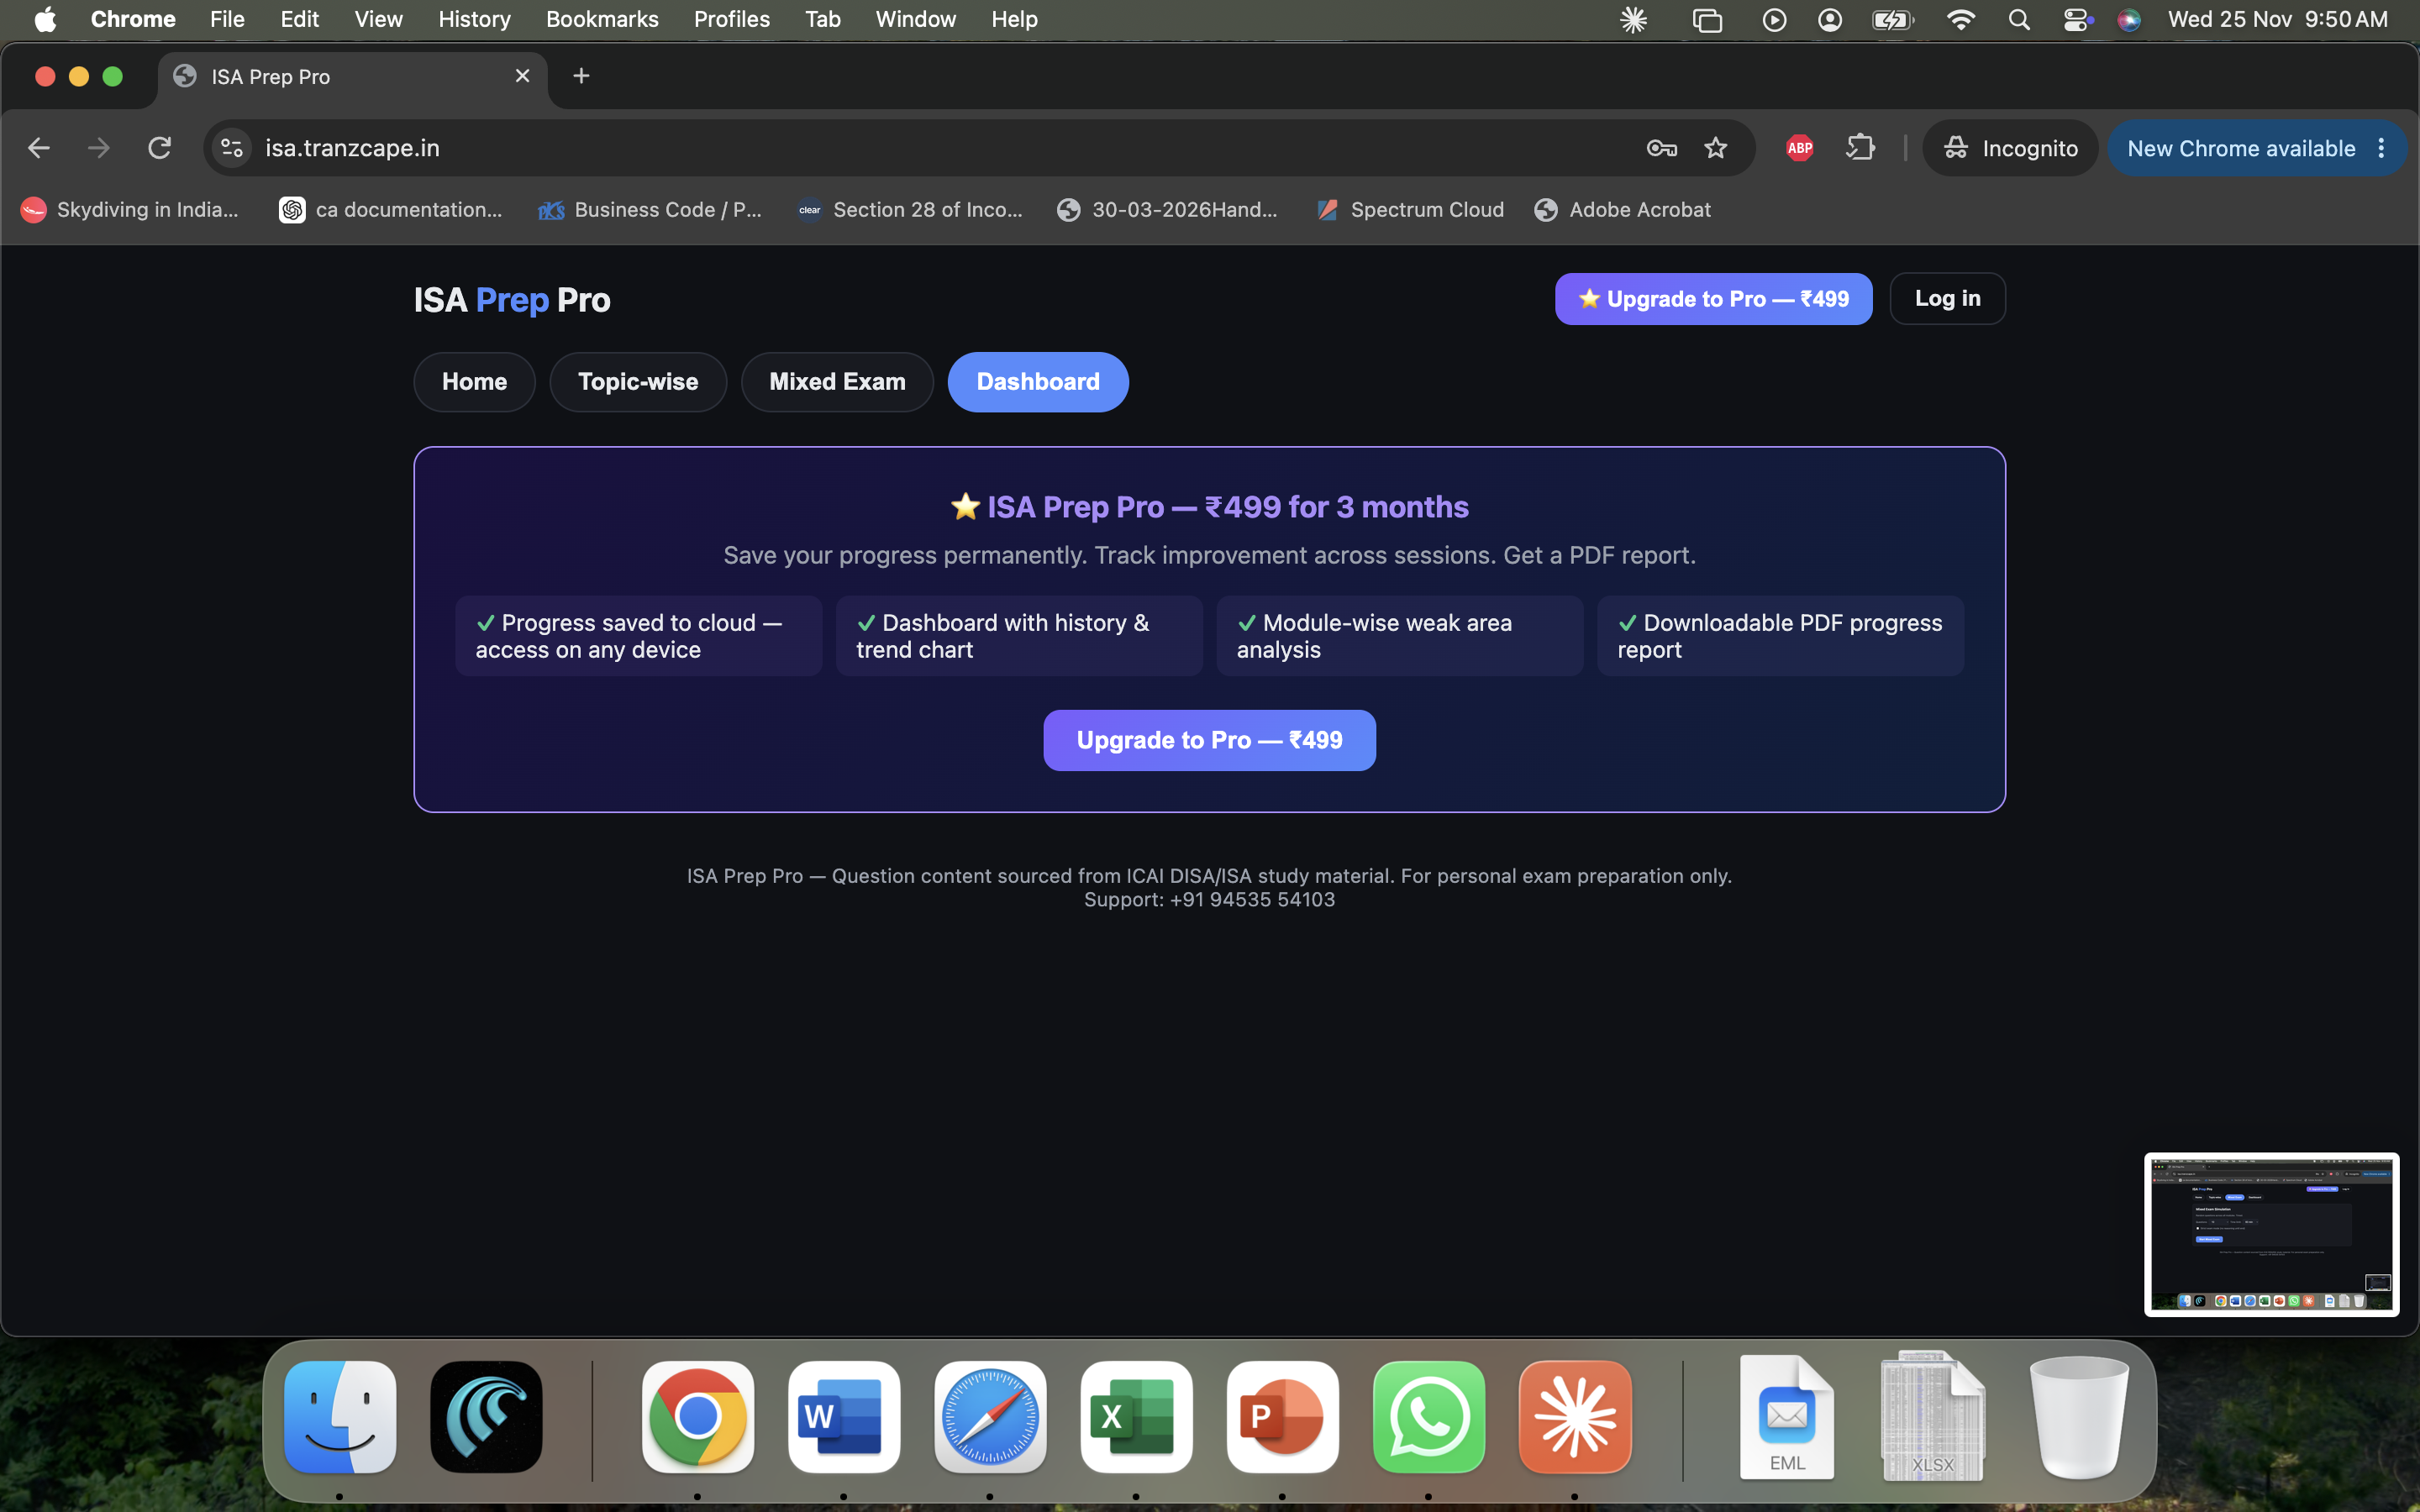 Chrome File Edit View History Bookmarks Profiles Tab Window Help Wed 25 Nov 9:50 AM
ISA Prep Pro
isa.tranzcape.in ABP Incognito New Chrome available
Skydiving in India... ca documentation... PKS Business Code / P... clear Section 28 of Inco... 30-03-2026Hand... Spectrum Cloud Adobe Acrobat
ISA Prep Pro ⭐ Upgrade to Pro — ₹499 Log in
Home Topic-wise Mixed Exam Dashboard
⭐ ISA Prep Pro — ₹499 for 3 months
Save your progress permanently. Track improvement across sessions. Get a PDF report.
✓ Progress saved to cloud —
access on any device
✓ Dashboard with history &
trend chart
✓ Module-wise weak area
analysis
✓ Downloadable PDF progress
report
Upgrade to Pro — ₹499
ISA Prep Pro — Question content sourced from ICAI DISA/ISA study material. For personal exam preparation only.
Support: +91 94535 54103
W X P EML XLSX